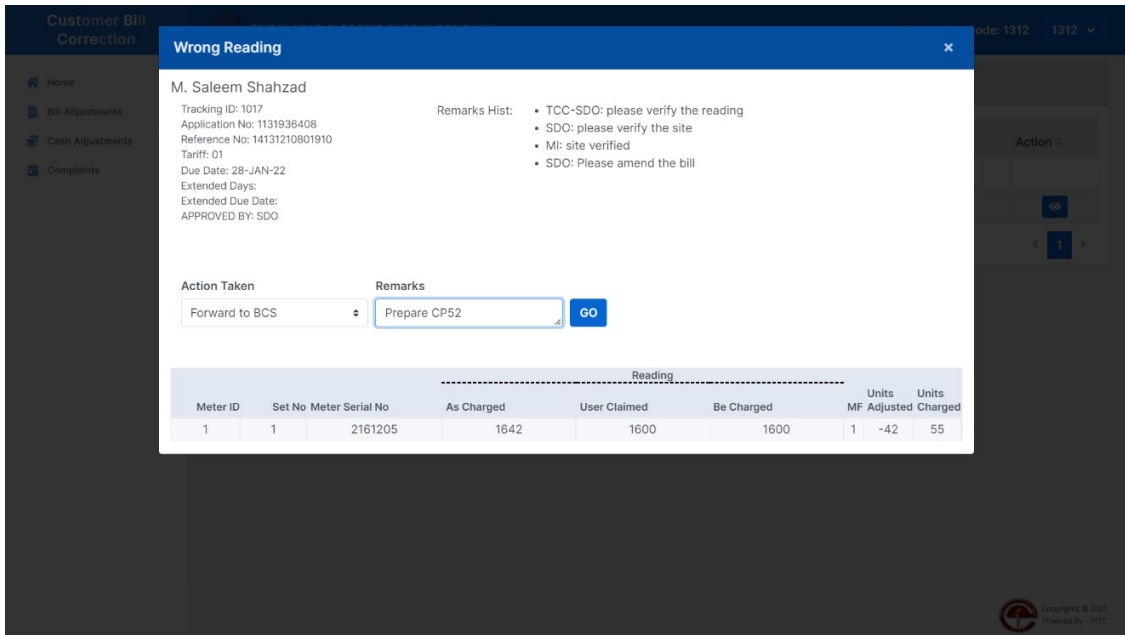 Customer Bill
Correction
ode: 1312
1312
Home
Bill Adjustments
Cash Adjustments
Complaints
Action
1
Wrong Reading
×
M. Saleem Shahzad
Tracking ID: 1017
Application No: 1131936408
Reference No: 14131210801910
Tariff: 01
Due Date: 28-JAN-22
Extended Days:
Extended Due Date:
APPROVED BY: SDO
Remarks Hist:
• TCC-SDO: please verify the reading
• SDO: please verify the site
• MI: site verified
• SDO: Please amend the bill
Action Taken
Remarks
Forward to BCS
Prepare CP52
GO
Reading
Meter ID Set No Meter Serial No As Charged User Claimed Be Charged MF Units Adjusted Units Charged
1 1 2161205 1642 1600 1600 1 -42 55
Copyrights © 2021
Powered By - PITC